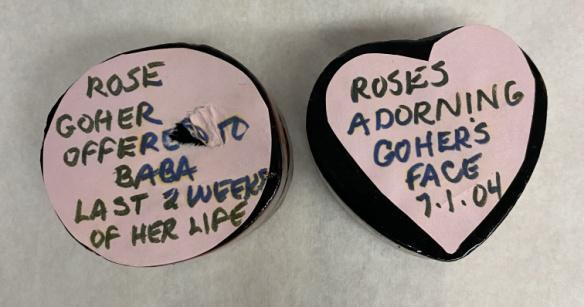 ROSE
GOHER
OFFERED TO
BABA
LAST 2 WEEKS
OF HER LIFE
ROSES
ADORNING
GOHER'S
FACE
7.1.04